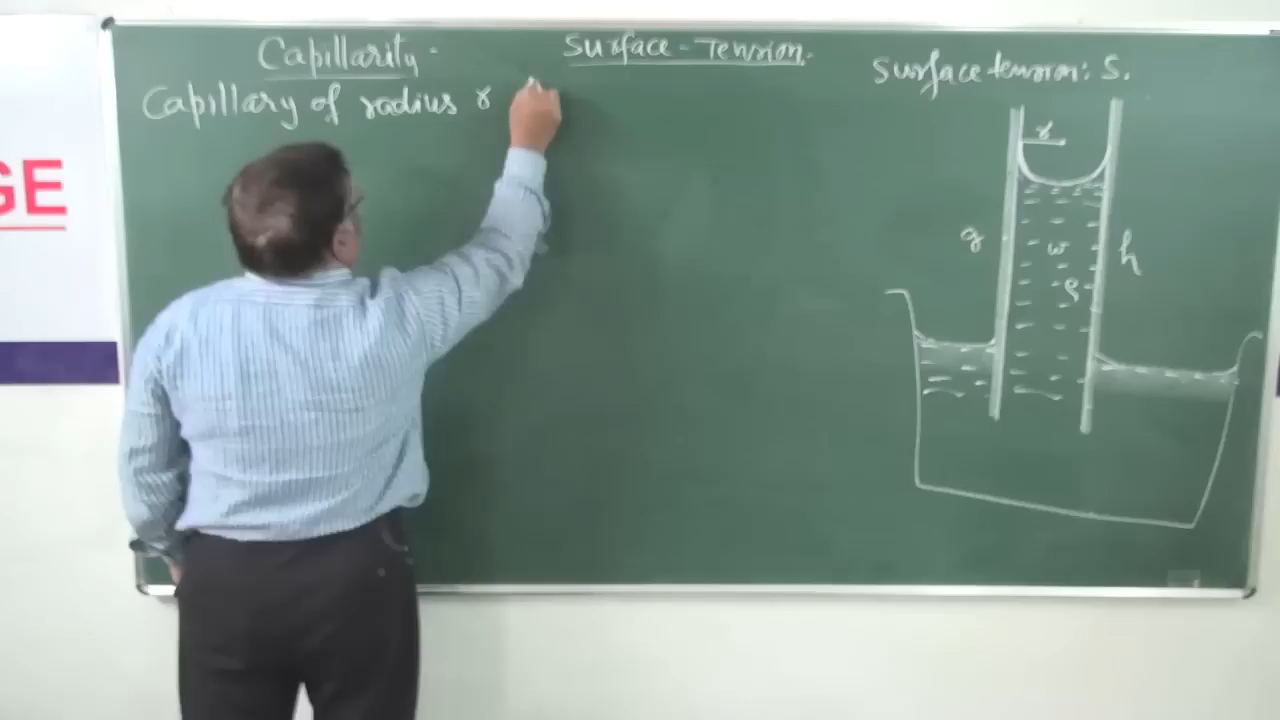 Capillarity.
Surface-Tension.
Surface tension: S.
Capillary of radius r
r
g
w
h
ρ
GE